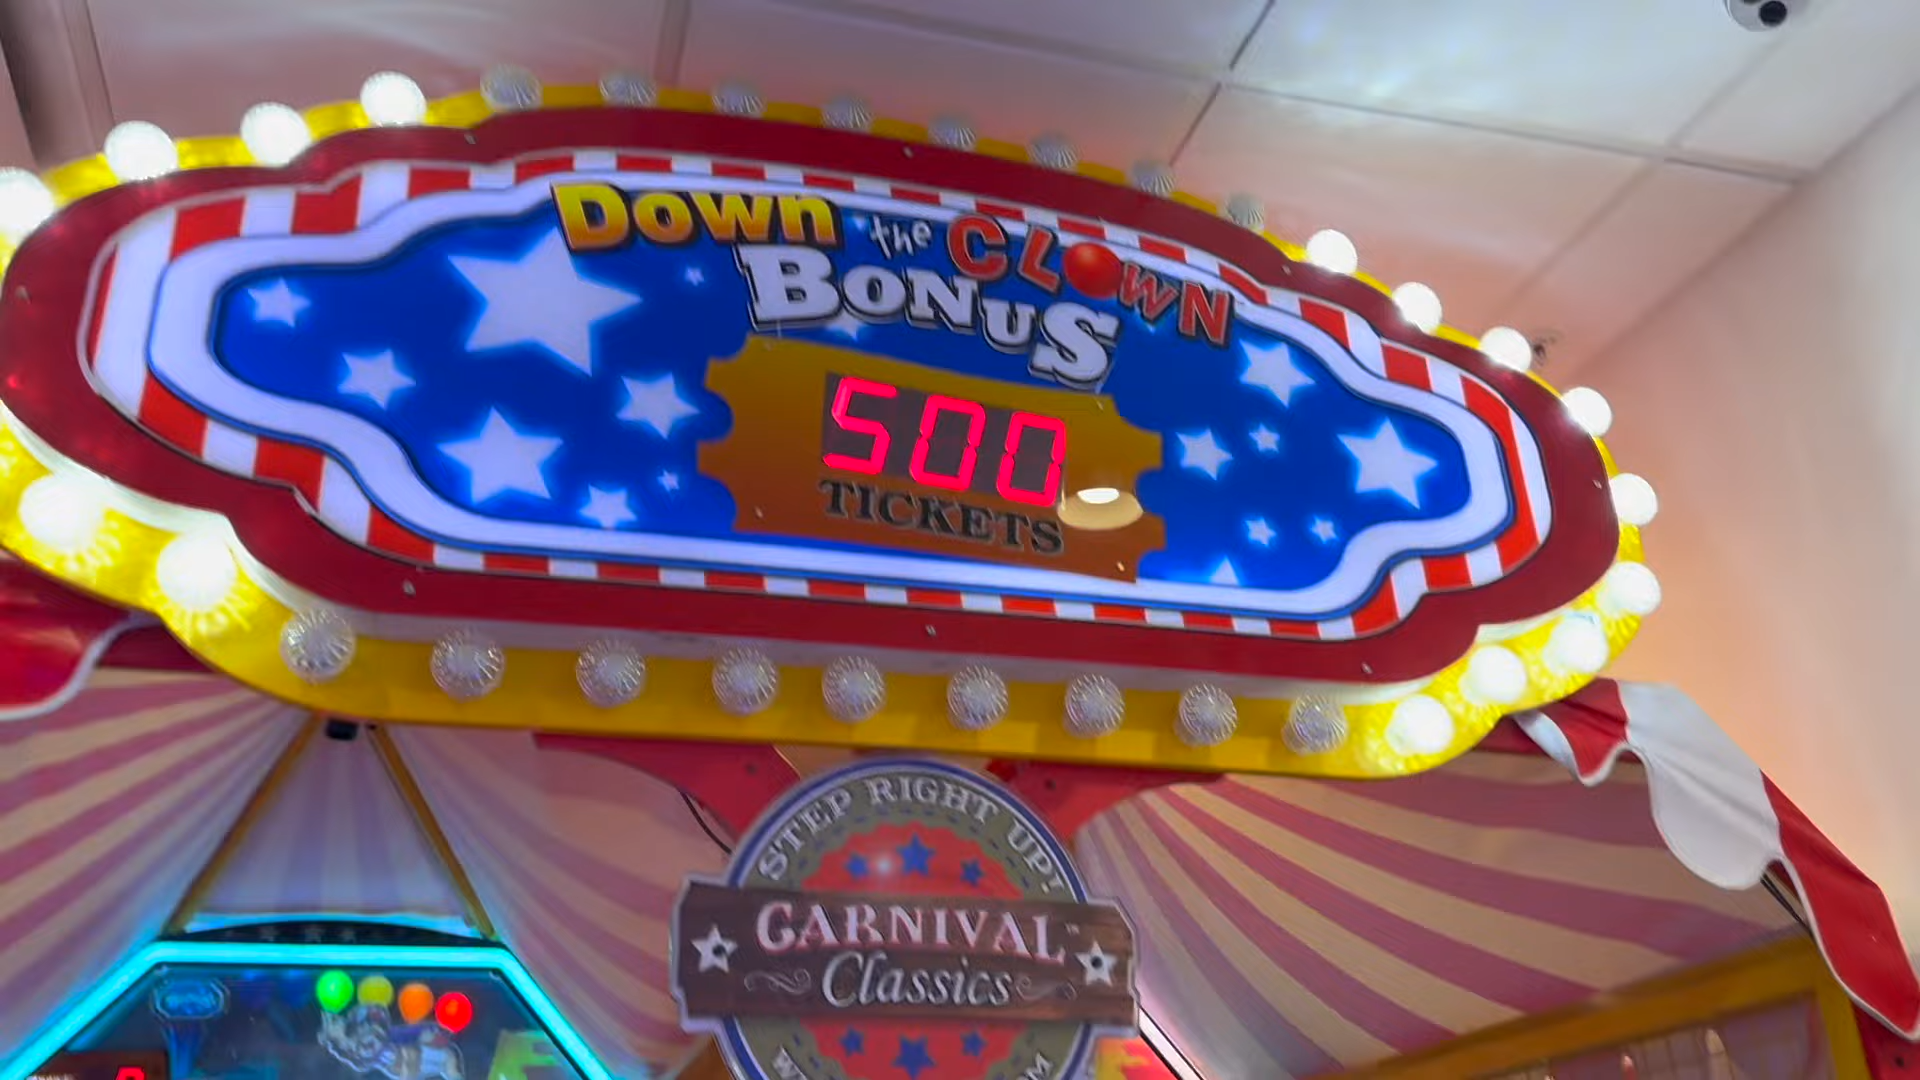 Down the CLOWN
BONUS
500
TICKETS
STEP RIGHT UP!
CARNIVAL
Classics